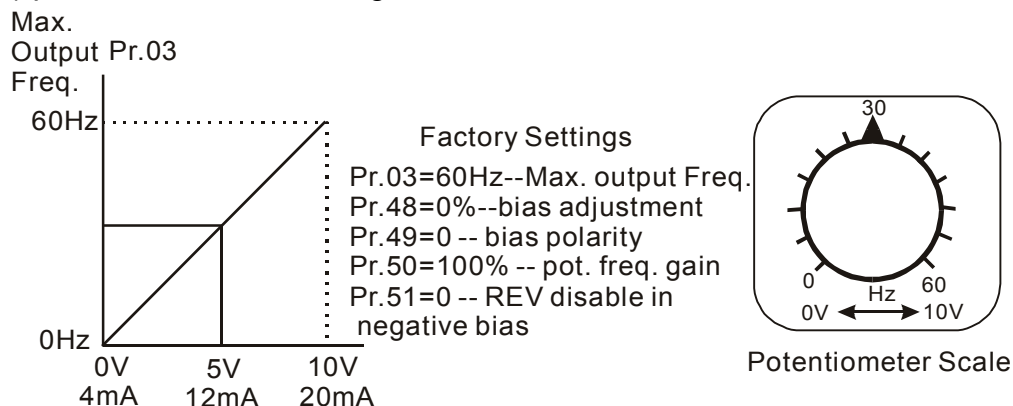 Max.
Output Pr.03
Freq.
60Hz
0Hz
0V 5V 10V
4mA 12mA 20mA
Factory Settings
Pr.03=60Hz--Max. output Freq.
Pr.48=0%--bias adjustment
Pr.49=0 -- bias polarity
Pr.50=100% -- pot. freq. gain
Pr.51=0 -- REV disable in
negative bias
30
0 Hz 60
0V 10V
Potentiometer Scale